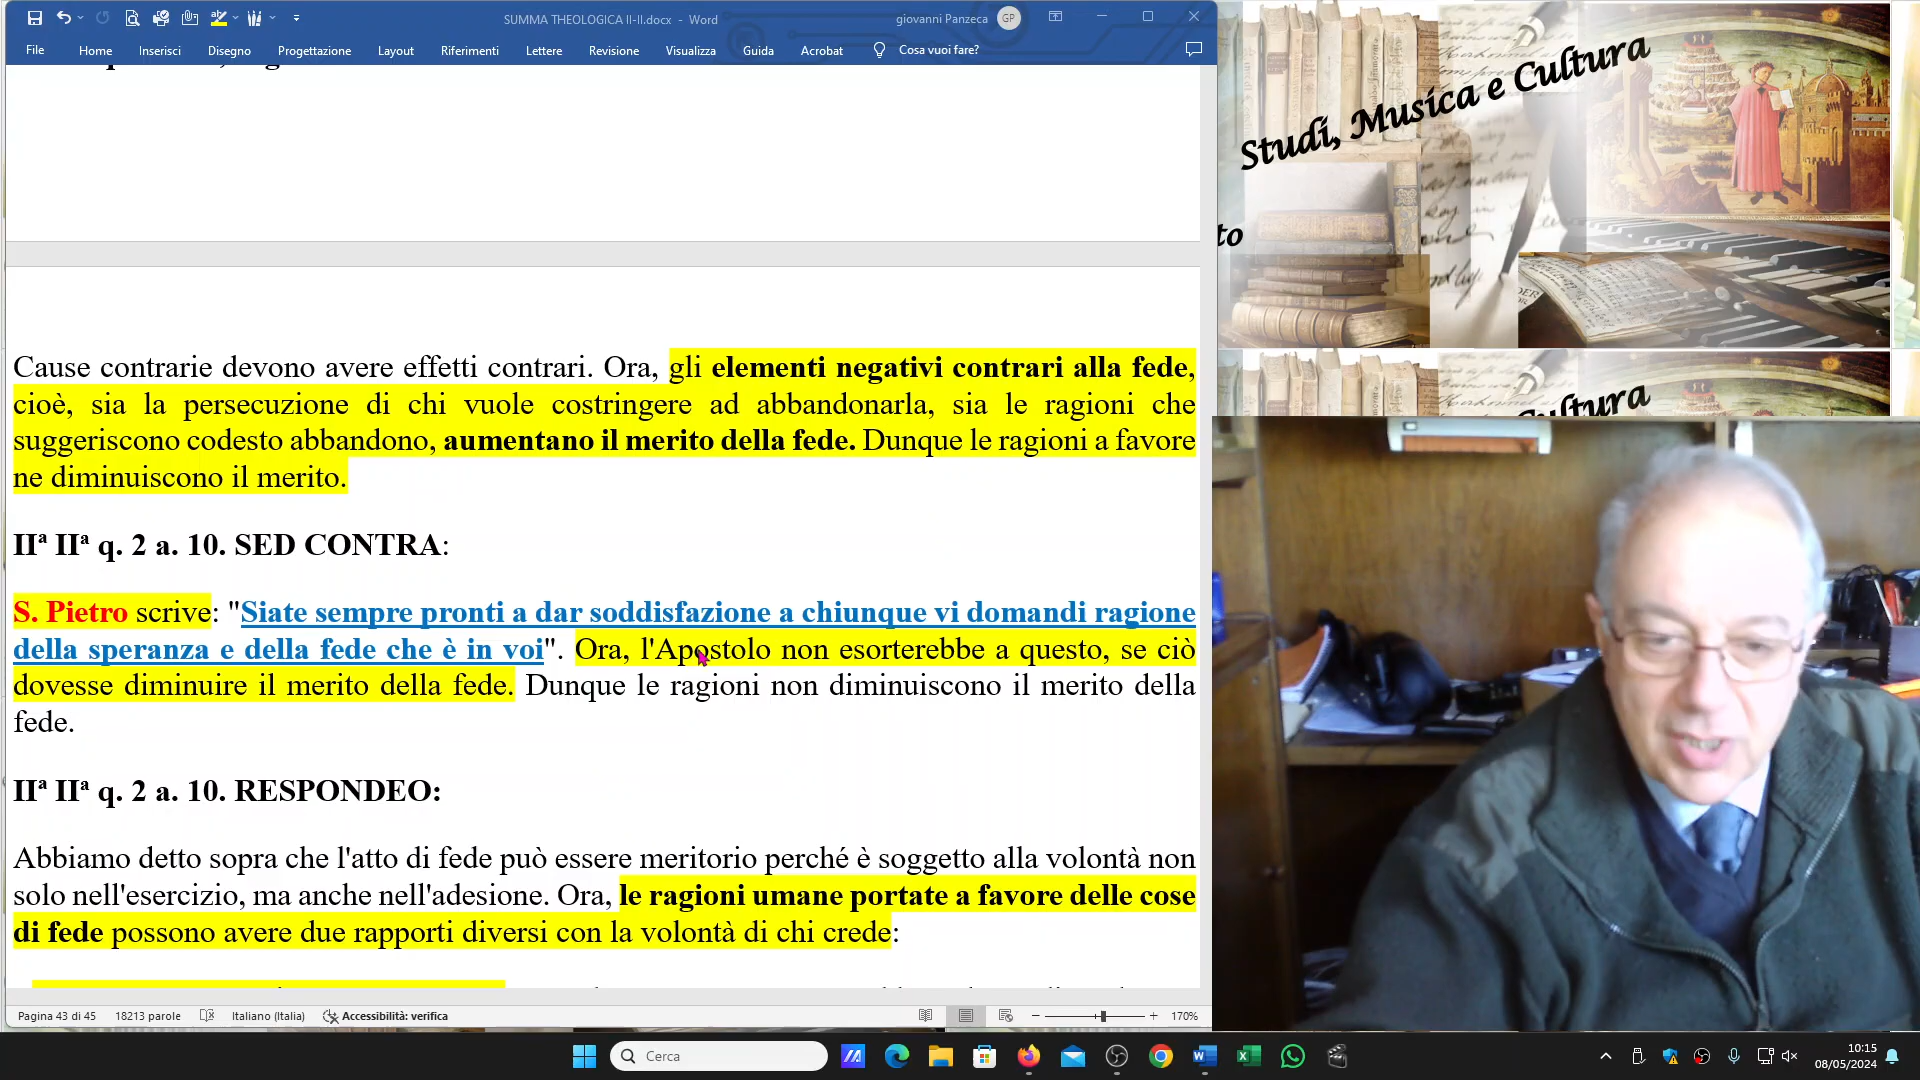 SUMMA THEOLOGICA II-II.docx - Word
giovanni Panzeca
GP
File
Home
Inserisci
Disegno
Progettazione
Layout
Riferimenti
Lettere
Revisione
Visualizza
Guida
Acrobat
Cosa vuoi fare?
Cause contrarie devono avere effetti contrari. Ora, gli elementi negativi contrari alla fede,
cioè, sia la persecuzione di chi vuole costringere ad abbandonarla, sia le ragioni che
suggeriscono codesto abbandono, aumentano il merito della fede. Dunque le ragioni a favore
ne diminuiscono il merito.
IIª IIª q. 2 a. 10. SED CONTRA:
S. Pietro scrive: "Siate sempre pronti a dar soddisfazione a chiunque vi domandi ragione
della speranza e della fede che è in voi". Ora, l'Apostolo non esorterebbe a questo, se ciò
dovesse diminuire il merito della fede. Dunque le ragioni non diminuiscono il merito della
fede.
IIª IIª q. 2 a. 10. RESPONDEO:
Abbiamo detto sopra che l'atto di fede può essere meritorio perché è soggetto alla volontà non
solo nell'esercizio, ma anche nell'adesione. Ora, le ragioni umane portate a favore delle cose
di fede possono avere due rapporti diversi con la volontà di chi crede:
Pagina 43 di 45
18213 parole
Italiano (Italia)
Accessibilità: verifica
170%
Studi, Musica e Cultura
to
Cultura
Cerca
10:15
08/05/2024